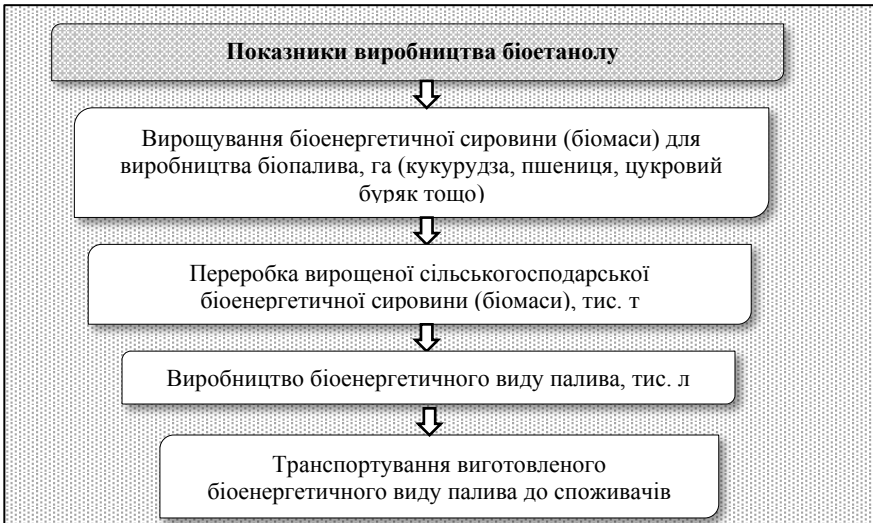 Показники виробництва біоетанолу
Вирощування біоенергетичної сировини (біомаси) для
виробництва біопалива, га (кукурудза, пшениця, цукровий
буряк тощо)
Переробка вирощеної сільськогосподарської
біоенергетичної сировини (біомаси), тис. т
Виробництво біоенергетичного виду палива, тис. л
Транспортування виготовленого
біоенергетичного виду палива до споживачів